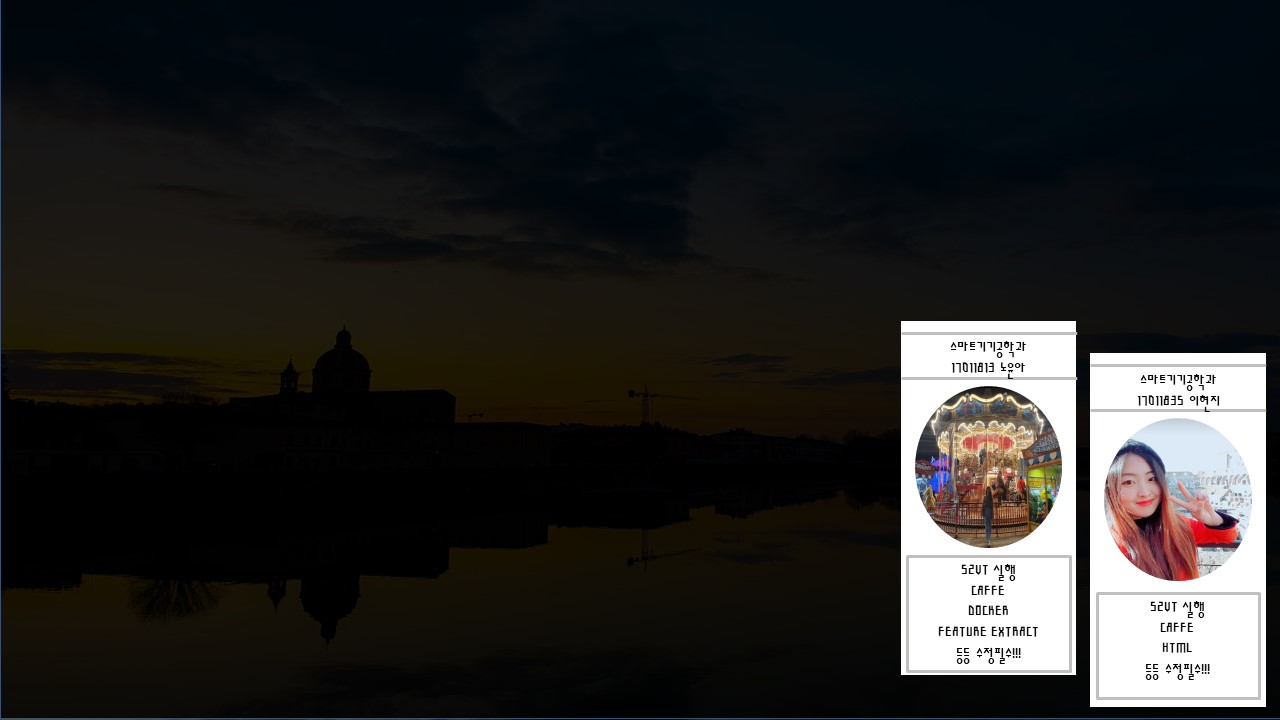 스마트기기공학과
17011813 노윤아
S2VT 실행
CAFFE
DOCKER
FEATURE EXTRACT
등등 수정필수!!!
스마트기기공학과
17011835 이현지
S2VT 실행
CAFFE
HTML
등등 수정필수!!!